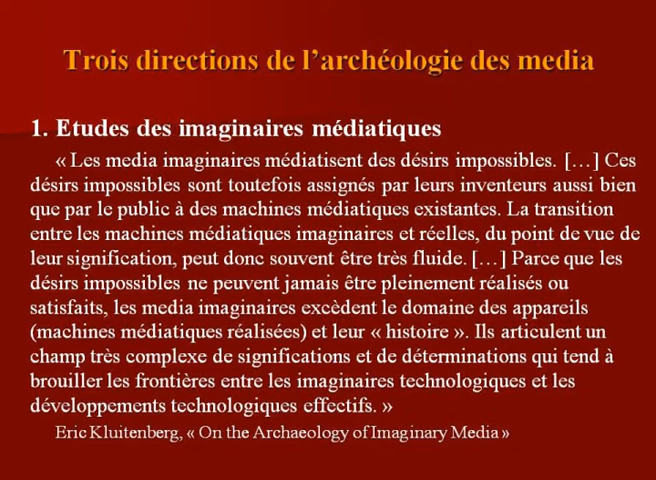 Trois directions de l'archéologie des media
1. Etudes des imaginaires médiatiques
« Les media imaginaires médiatisent des désirs impossibles. […] Ces
désirs impossibles sont toutefois assignés par leurs inventeurs aussi bien
que par le public à des machines médiatiques existantes. La transition
entre les machines médiatiques imaginaires et réelles, du point de vue de
leur signification, peut donc souvent être très fluide. […] Parce que les
désirs impossibles ne peuvent jamais être pleinement réalisés ou
satisfaits, les media imaginaires excèdent le domaine des appareils
(machines médiatiques réalisées) et leur « histoire ». Ils articulent un
champ très complexe de significations et de déterminations qui tend à
brouiller les frontières entre les imaginaires technologiques et les
développements technologiques effectifs. »
Eric Kluitenberg, « On the Archaeology of Imaginary Media »